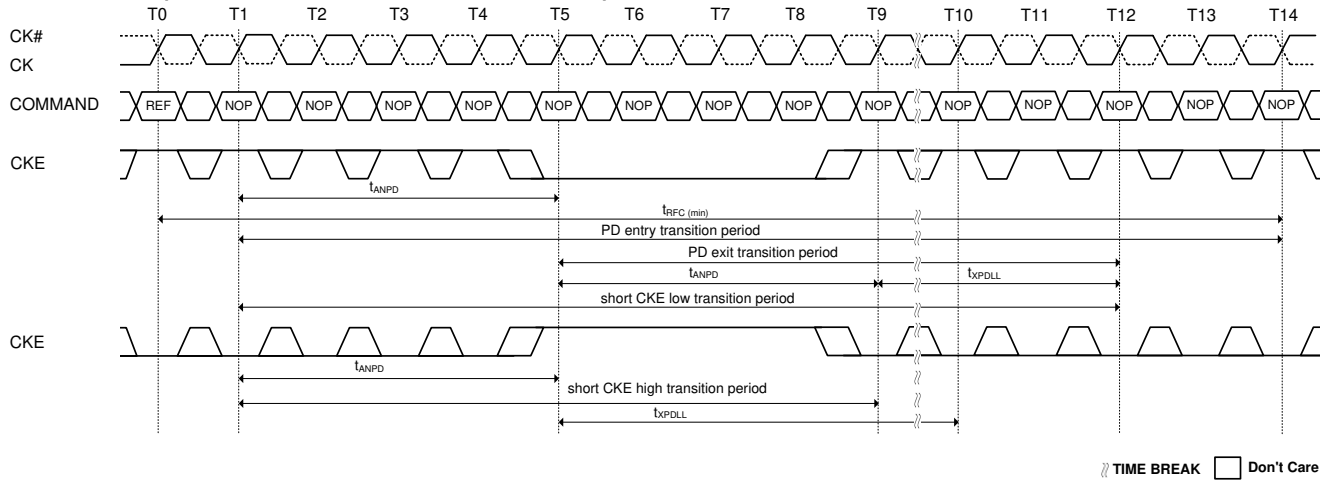 T0 T1 T2 T3 T4 T5 T6 T7 T8 T9 T10 T11 T12 T13 T14
CK#
CK
COMMAND REF NOP NOP NOP NOP NOP NOP NOP NOP NOP NOP NOP NOP NOP NOP
CKE
tANPD
tRFC (min)
PD entry transition period
PD exit transition period
tANPD tXPDLL
short CKE low transition period
CKE
tANPD
short CKE high transition period
tXPDLL
TIME BREAK Don't Care